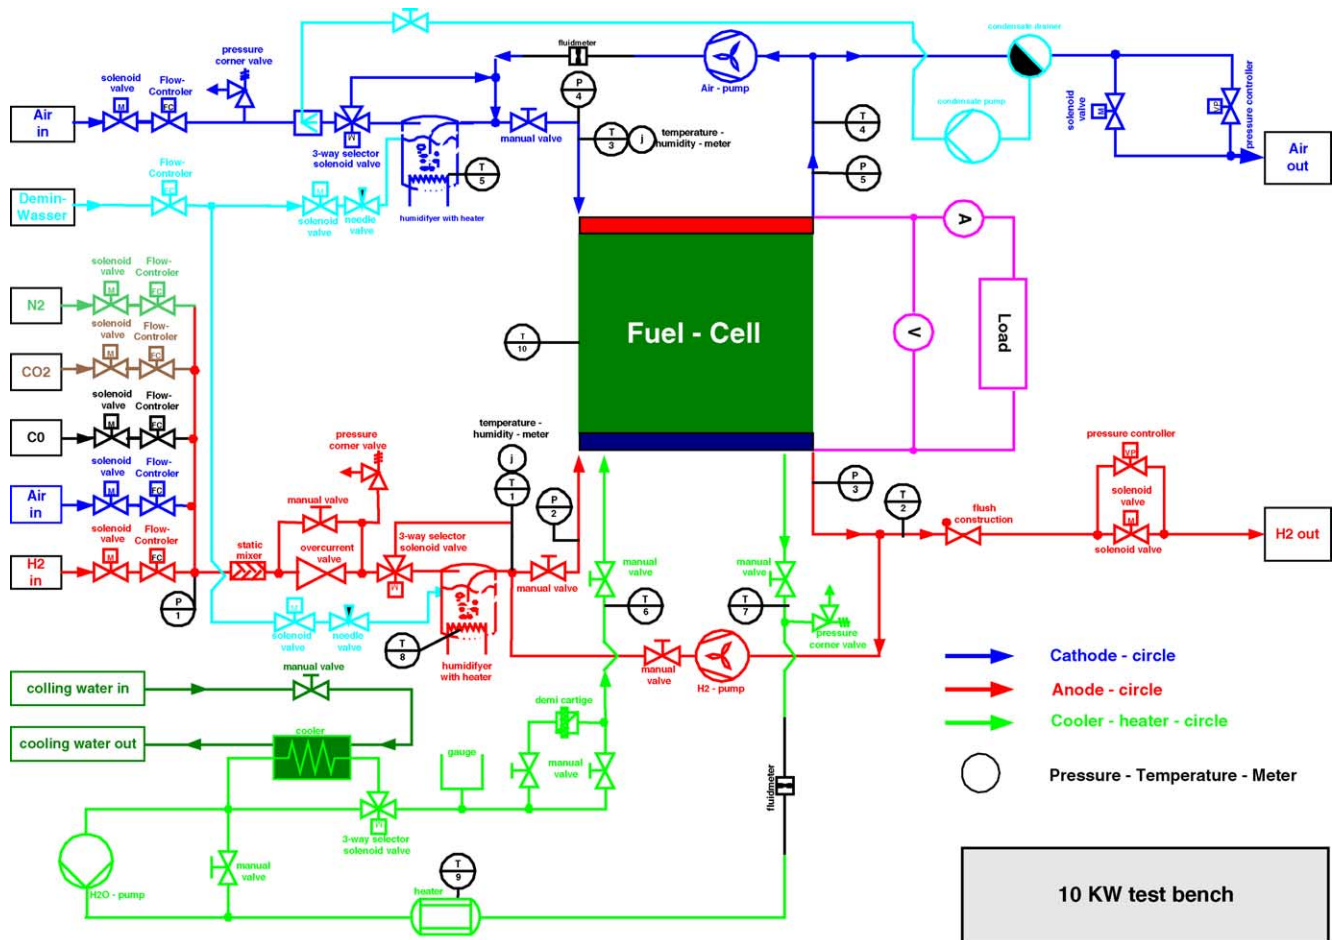 condensate drainer
fluidmeter
pressure
corner valve
solenoid
valve
Flow-
Controler
M
FC
Air
in
P
4
Air - pump
T
4
T
3
j
temperature -
humidity - meter
manual valve
condensate pump
solenoid
valve
M
VP
pressure controller
Air
out
3-way selector
solenoid valve
M
T
5
P
5
Flow-
Controler
Demin-
Wasser
M
solenoid
valve
needle
valve
humidifyer with heater
A
solenoid
valve
Flow-
Controler
M
FC
N2
solenoid
valve
Flow-
Controler
M
FC
CO2
T
10
Fuel - Cell
V
Load
solenoid
valve
Flow-
Controler
M
FC
C0
temperature -
humidity - meter
j
T
1
pressure
corner valve
solenoid
valve
Flow-
Controler
M
FC
Air
in
manual valve
P
2
P
3
T
2
pressure controller
VP
solenoid
valve
M
solenoid valve
flush
construction
H2 out
solenoid
valve
Flow-
Controler
M
FC
H2
in
static
mixer
overcurrent
valve
3-way selector
solenoid valve
M
manual valve
manual
valve
manual
valve
P
1
T
6
T
7
pressure
corner valve
M
solenoid
valve
needle
valve
T
8
humidifyer
with heater
manual
valve
H2 - pump
Cathode - circle
Anode - circle
Cooler - heater - circle
Pressure - Temperature - Meter
manual valve
colling water in
cooling water out
cooler
demi cartige
gauge
manual
valve
fluidmeter
M
3-way selector
solenoid valve
manual
valve
H2O - pump
T
9
heater
10 KW test bench